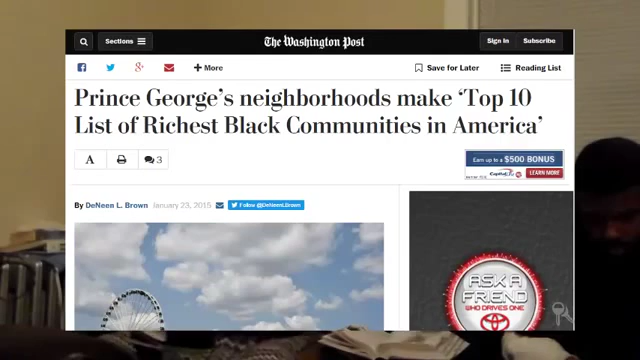 Sections
The Washington Post
Sign In
Subscribe
More
Save for Later
Reading List
Prince George's neighborhoods make ‘Top 10
List of Richest Black Communities in America’
A
3
Earn up to a $500 BONUS
LEARN MORE
By DeNeen L. Brown January 23, 2015
Follow @DeNeenLBrown
ASK A
FRIEND
WHO DRIVES ONE